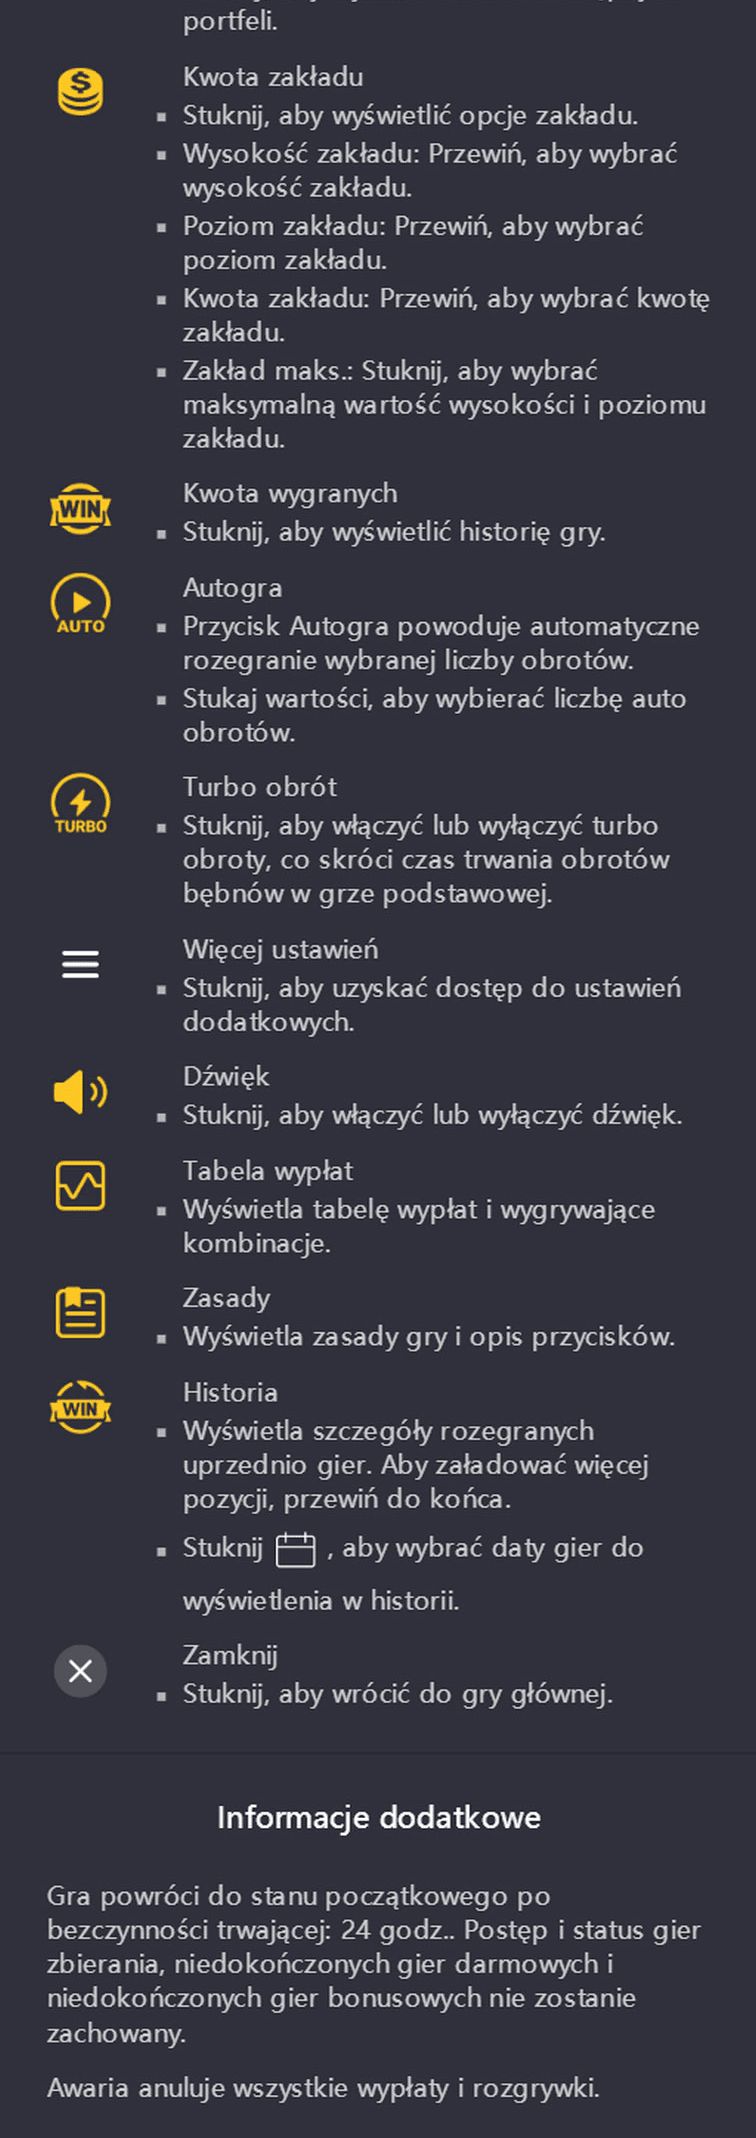 portfeli.
Kwota zakładu
Stuknij, aby wyświetlić opcje zakładu.
Wysokość zakładu: Przewiń, aby wybrać
wysokość zakładu.
Poziom zakładu: Przewiń, aby wybrać
poziom zakładu.
Kwota zakładu: Przewiń, aby wybrać kwotę
zakładu.
Zakład maks.: Stuknij, aby wybrać
maksymalną wartość wysokości i poziomu
zakładu.
WIN
Kwota wygranych
Stuknij, aby wyświetlić historię gry.
AUTO
Autogra
Przycisk Autogra powoduje automatyczne
rozegranie wybranej liczby obrotów.
Stukaj wartości, aby wybierać liczbę auto
obrotów.
TURBO
Turbo obrót
Stuknij, aby włączyć lub wyłączyć turbo
obroty, co skróci czas trwania obrotów
bębnów w grze podstawowej.
Więcej ustawień
Stuknij, aby uzyskać dostęp do ustawień
dodatkowych.
Dźwięk
Stuknij, aby włączyć lub wyłączyć dźwięk.
Tabela wypłat
Wyświetla tabelę wypłat i wygrywające
kombinacje.
Zasady
Wyświetla zasady gry i opis przycisków.
WIN
Historia
Wyświetla szczegóły rozegranych
uprzednio gier. Aby załadować więcej
pozycji, przewiń do końca.
Stuknij , aby wybrać daty gier do
wyświetlenia w historii.
Zamknij
Stuknij, aby wrócić do gry głównej.
Informacje dodatkowe
Gra powróci do stanu początkowego po
bezczynności trwającej: 24 godz.. Postęp i status gier
zbierania, niedokończonych gier darmowych i
niedokończonych gier bonusowych nie zostanie
zachowany.
Awaria anuluje wszystkie wypłaty i rozgrywki.